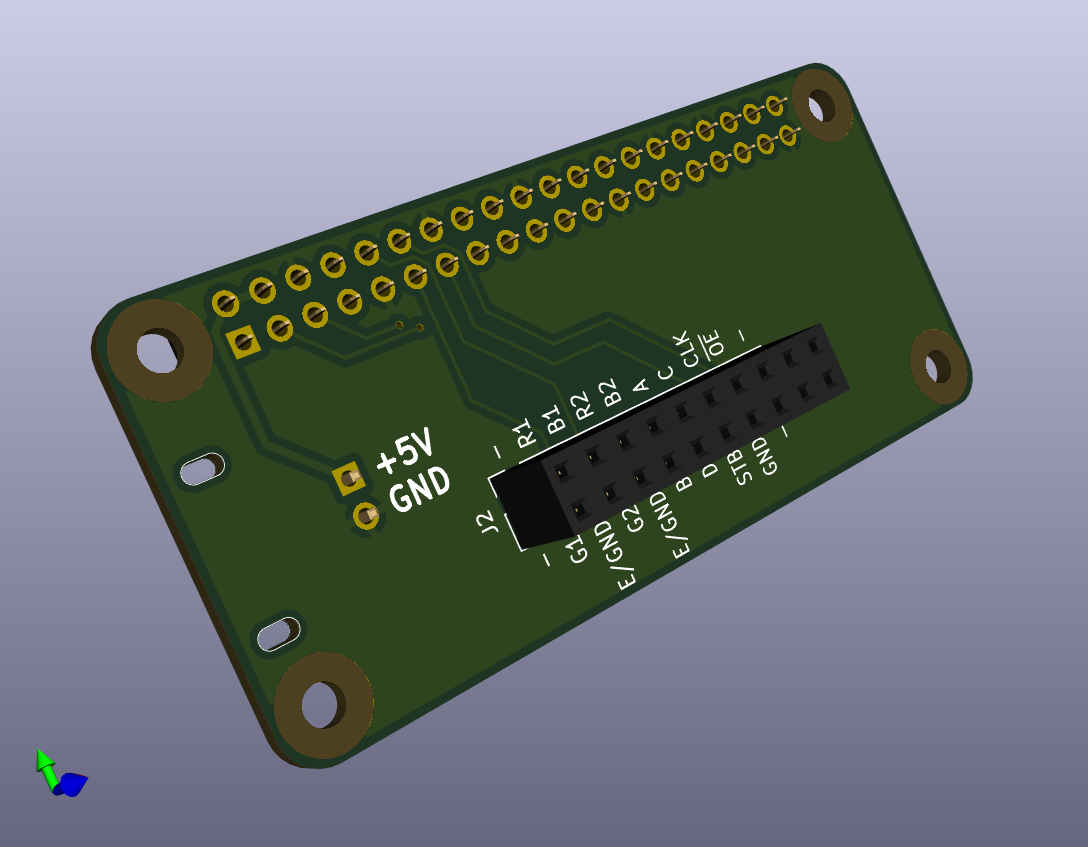 +5V
GND
J2
– R1 B1 R2 B2 A C CLK OE –
– G1 E/GND G2 E/GND B D STB GND –